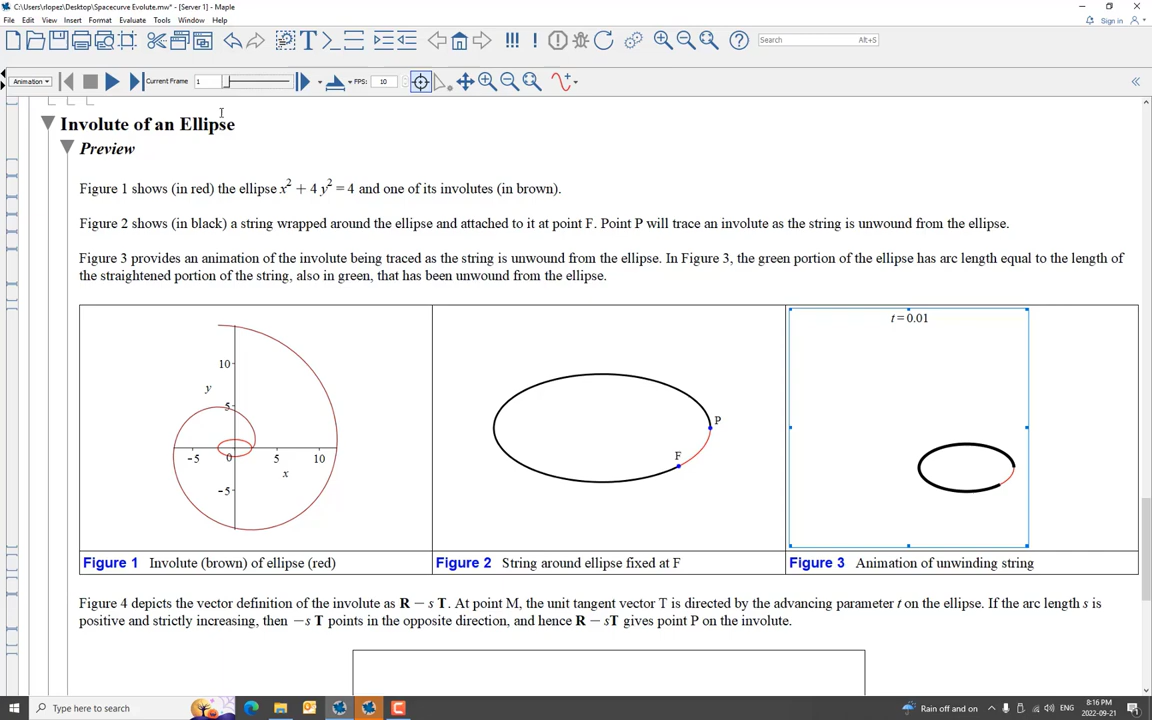 C:\Users\rlopez\Desktop\Spacecurve Evolute.mw* - [Server 1] - Maple
File Edit View Insert Format Evaluate Tools Window Help
Sign in
Search Alt+S
Animation Current Frame 1 FPS: 10
Involute of an Ellipse
Preview
Figure 1 shows (in red) the ellipse x² + 4 y² = 4 and one of its involutes (in brown).
Figure 2 shows (in black) a string wrapped around the ellipse and attached to it at point F. Point P will trace an involute as the string is unwound from the ellipse.
Figure 3 provides an animation of the involute being traced as the string is unwound from the ellipse. In Figure 3, the green portion of the ellipse has arc length equal to the length of
the straightened portion of the string, also in green, that has been unwound from the ellipse.
10
y
5
-5 0 5 10
x
-5
P
F
t = 0.01
Figure 1 Involute (brown) of ellipse (red)
Figure 2 String around ellipse fixed at F
Figure 3 Animation of unwinding string
Figure 4 depicts the vector definition of the involute as R − s T. At point M, the unit tangent vector T is directed by the advancing parameter t on the ellipse. If the arc length s is
positive and strictly increasing, then −s T points in the opposite direction, and hence R − sT gives point P on the involute.
Type here to search
Rain off and on
8:16 PM
2022-09-21